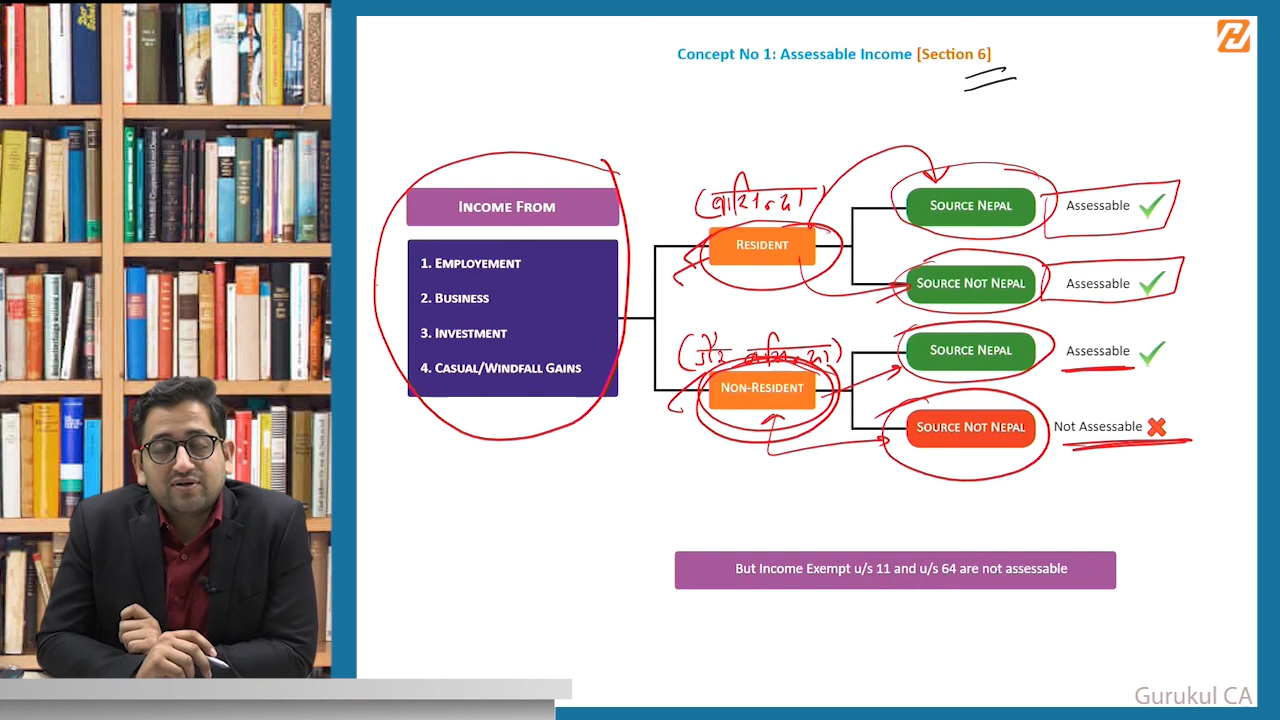 Concept No 1: Assessable Income [Section 6]
INCOME FROM
1. EMPLOYEMENT
2. BUSINESS
3. INVESTMENT
4. CASUAL/WINDFALL GAINS
RESIDENT
SOURCE NEPAL
Assessable
SOURCE NOT NEPAL
Assessable
NON-RESIDENT
SOURCE NEPAL
Assessable
SOURCE NOT NEPAL
Not Assessable
But Income Exempt u/s 11 and u/s 64 are not assessable
Gurukul CA